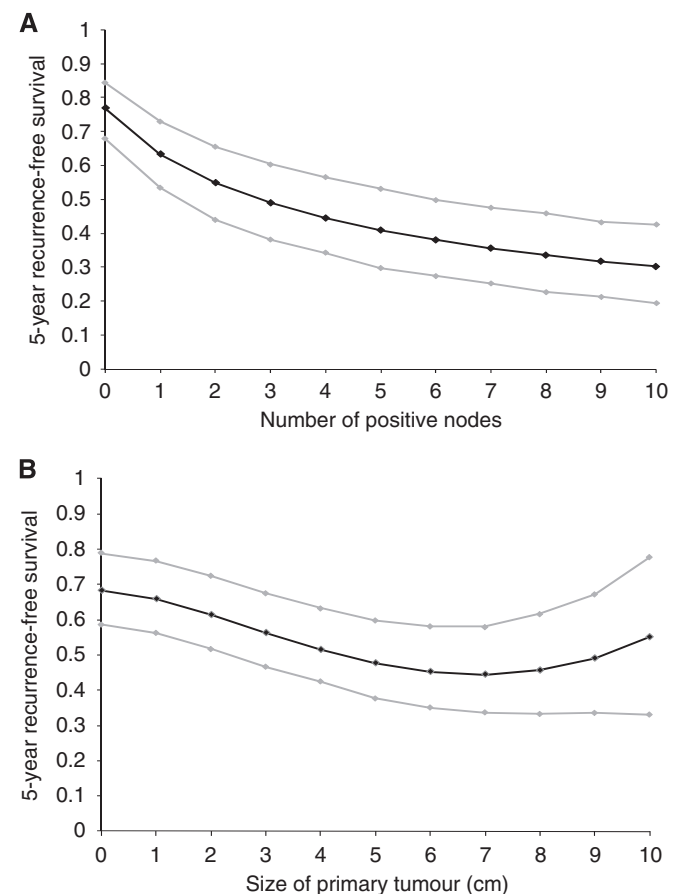 A
1
0.9
0.8
0.7
0.6
0.5
0.4
0.3
0.2
0.1
0
5-year recurrence-free survival
0 1 2 3 4 5 6 7 8 9 10
Number of positive nodes
B
1
0.9
0.8
0.7
0.6
0.5
0.4
0.3
0.2
0.1
0
5-year recurrence-free survival
0 1 2 3 4 5 6 7 8 9 10
Size of primary tumour (cm)